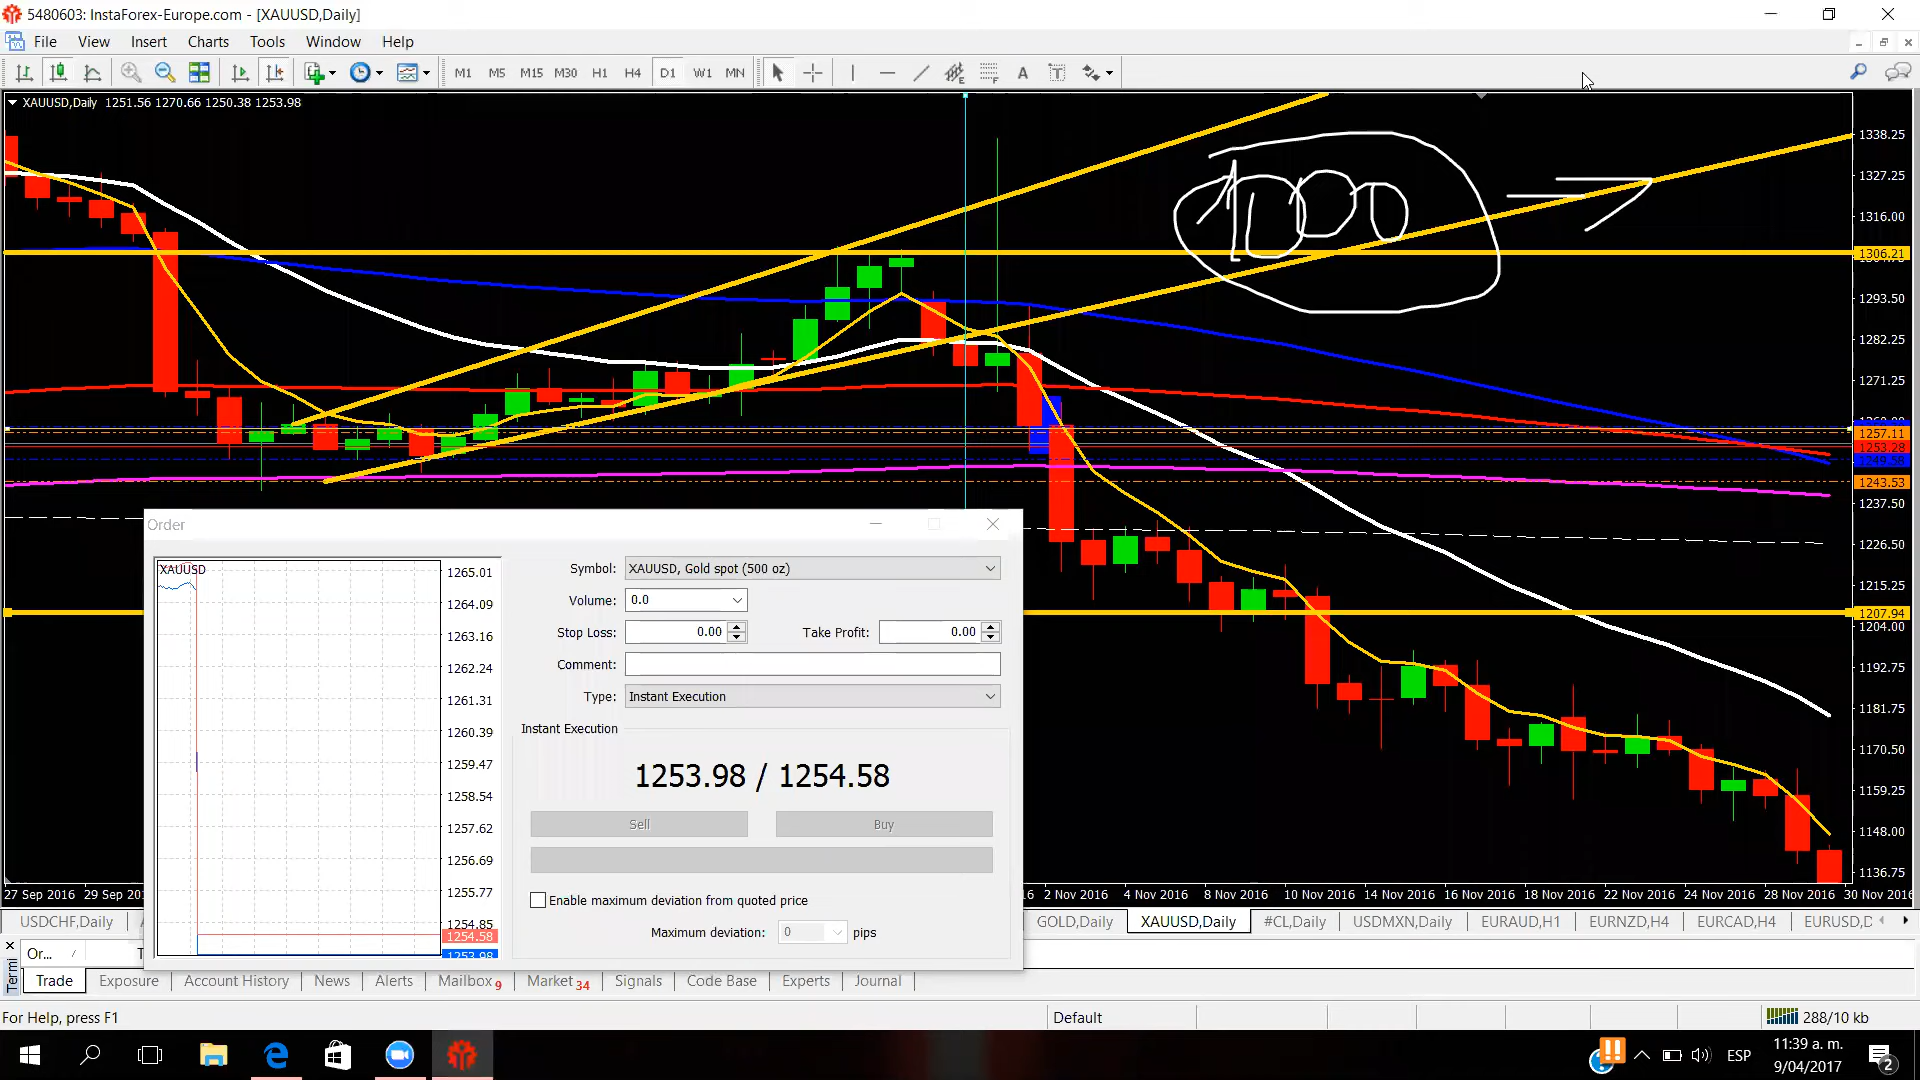 5480603: InstaForex-Europe.com - [XAUUSD,Daily]
File View Insert Charts Tools Window Help
M1 M5 M15 M30 H1 H4 D1 W1 MN A T
XAUUSD,Daily 1251.56 1270.66 1250.38 1253.98
1000
1338.25
1327.25
1316.00
1306.21
1293.50
1282.25
1271.25
1257.11
1253.28
1249.58
1243.53
1237.50
1226.50
1215.25
1207.94
1204.00
1192.75
1181.75
1170.50
1159.25
1148.00
1136.75
Order
XAUUSD
1265.01
1264.09
1263.16
1262.24
1261.31
1260.39
1259.47
1258.54
1257.62
1256.69
1255.77
1254.85
1254.58
1253.98
Symbol: XAUUSD, Gold spot (500 oz)
Volume: 0.0
Stop Loss: 0.00 Take Profit: 0.00
Comment:
Type: Instant Execution
Instant Execution
1253.98 / 1254.58
Sell Buy
Enable maximum deviation from quoted price
Maximum deviation: 0 pips
27 Sep 2016 29 Sep 201 2 Nov 2016 4 Nov 2016 8 Nov 2016 10 Nov 2016 14 Nov 2016 16 Nov 2016 18 Nov 2016 22 Nov 2016 28 Nov 2016 30 Nov 2016
USDCHF,Daily GOLD,Daily XAUUSD,Daily #CL,Daily USDMXN,Daily EURAUD,H1 EURNZD,H4 EURCAD,H4 EURUSD,D
Or... / T
Termi
Trade Exposure Account History News Alerts Mailbox 9 Market 34 Signals Code Base Experts Journal
For Help, press F1 Default 288/10 kb
ESP 11:39 a. m.
9/04/2017
2